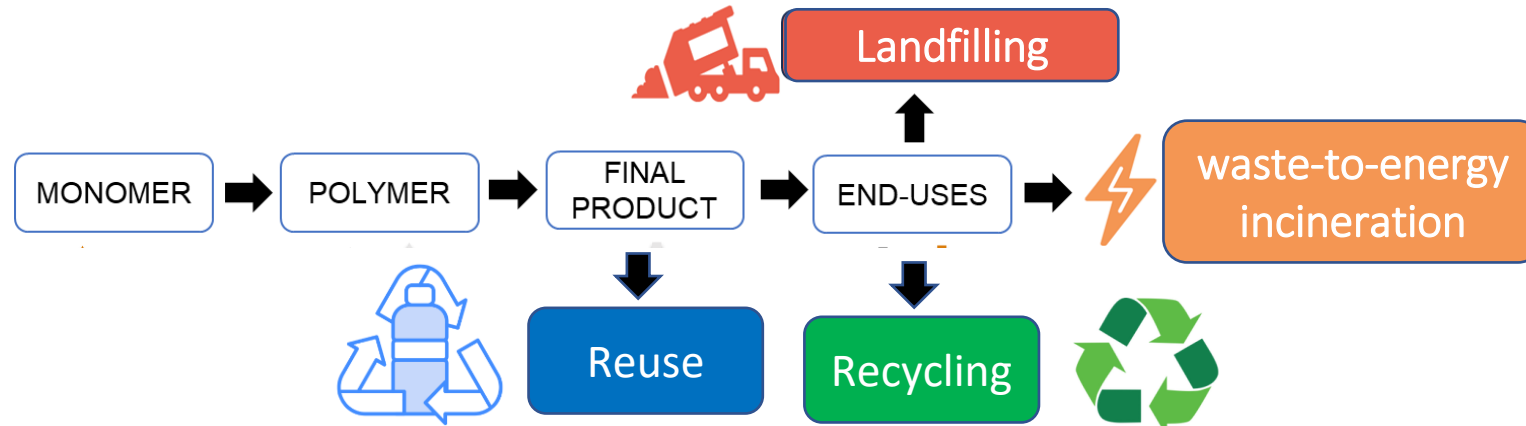 Landfilling
MONOMER
POLYMER
FINAL
PRODUCT
END-USES
waste-to-energy
incineration
Reuse
Recycling